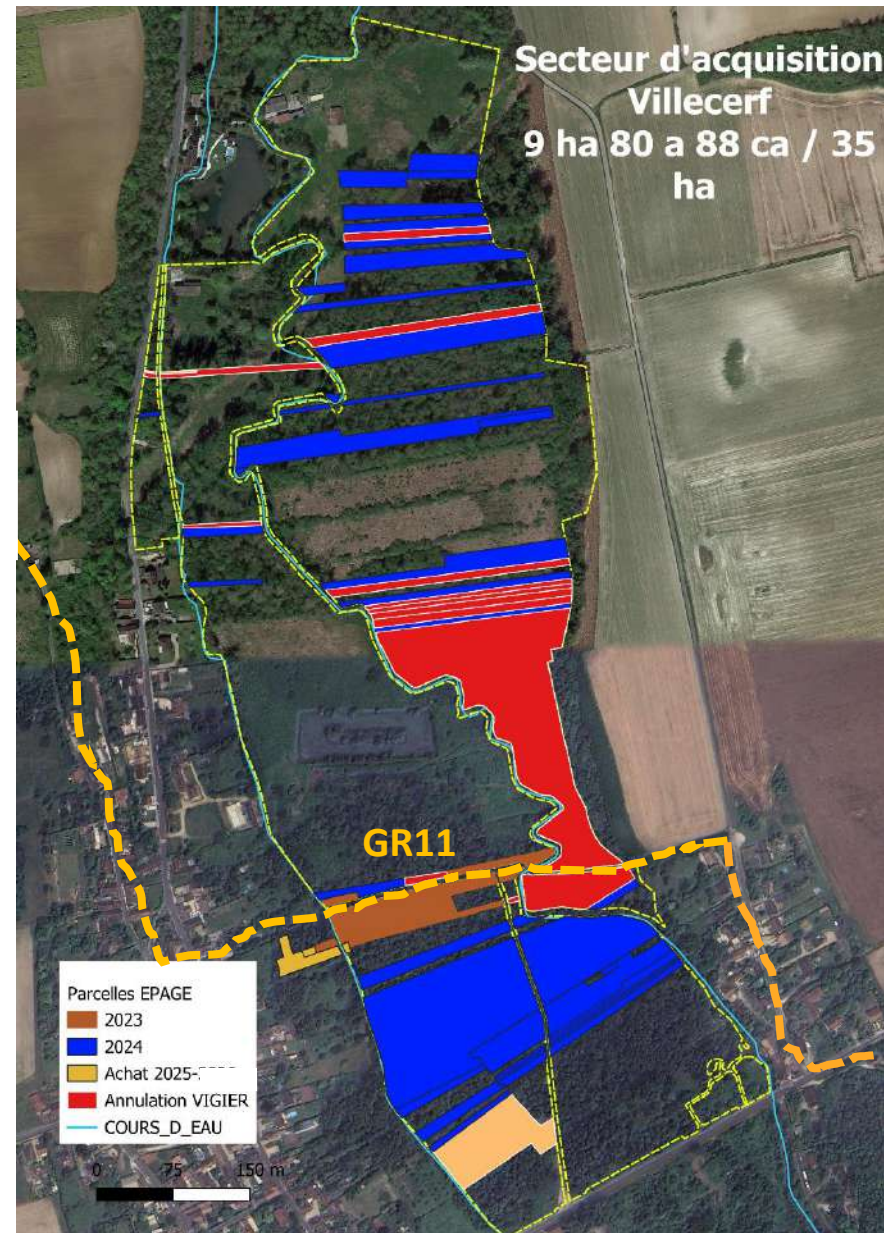 Secteur d'acquisition
Villecerf
9 ha 80 a 88 ca / 35
ha
GR11
Parcelles EPAGE
2023
2024
Achat 2025-
Annulation VIGIER
COURS_D_EAU
0 75 150 m